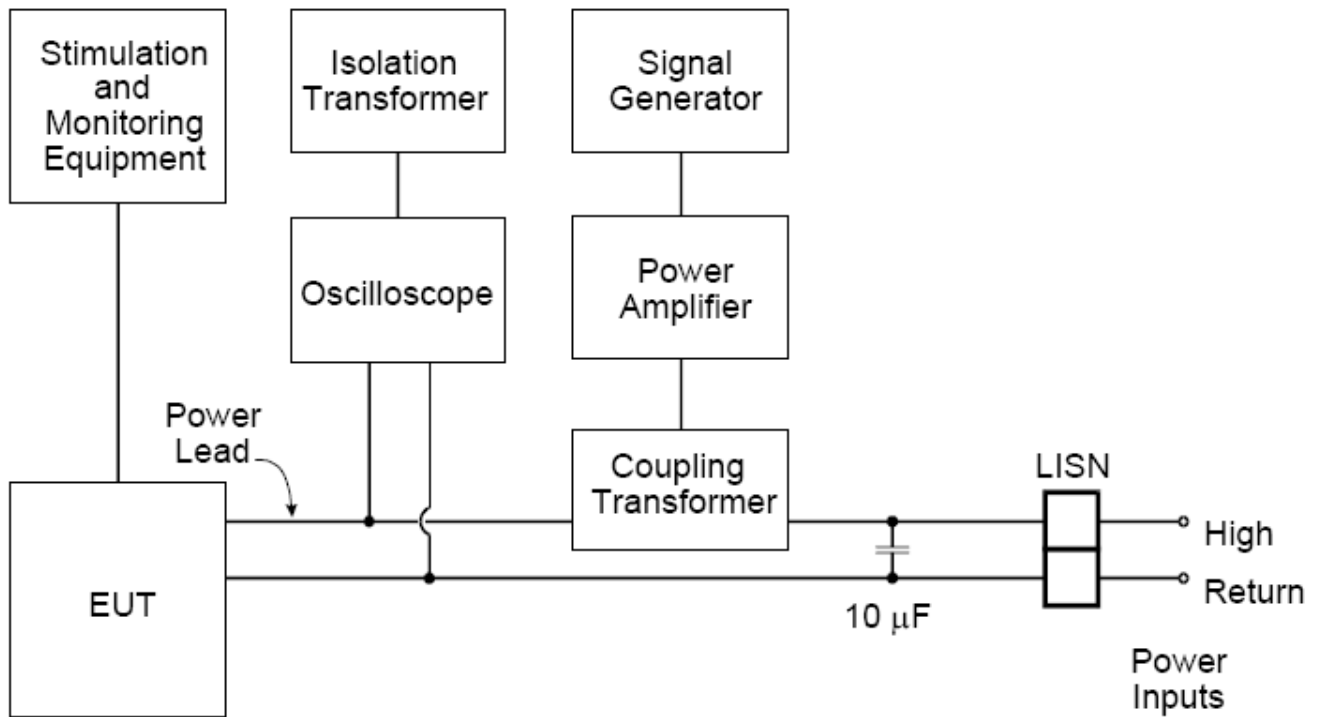 Stimulation
and
Monitoring
Equipment
Isolation
Transformer
Signal
Generator
Oscilloscope
Power
Amplifier
Power
Lead
Coupling
Transformer
LISN
High
EUT
Return
10 μF
Power
Inputs